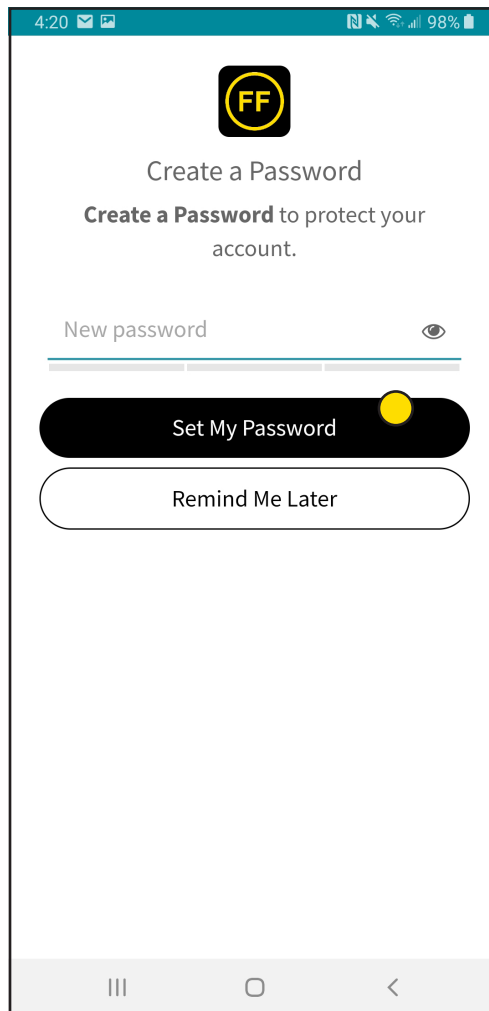 4:20 98%
FF
Create a Password
Create a Password to protect your
account.
New password
Set My Password
Remind Me Later